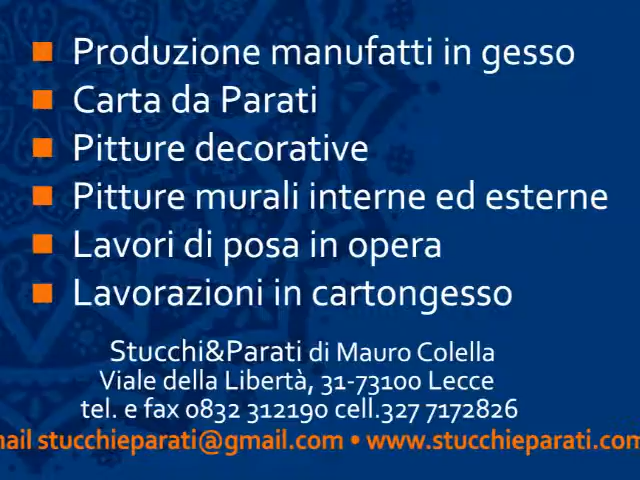 Produzione manufatti in gesso
Carta da Parati
Pitture decorative
Pitture murali interne ed esterne
Lavori di posa in opera
Lavorazioni in cartongesso
Stucchi&Parati di Mauro Colella
Viale della Libertà, 31-73100 Lecce
tel. e fax 0832 312190 cell.327 7172826
stucchieparati@gmail.com • www.stucchieparati.com